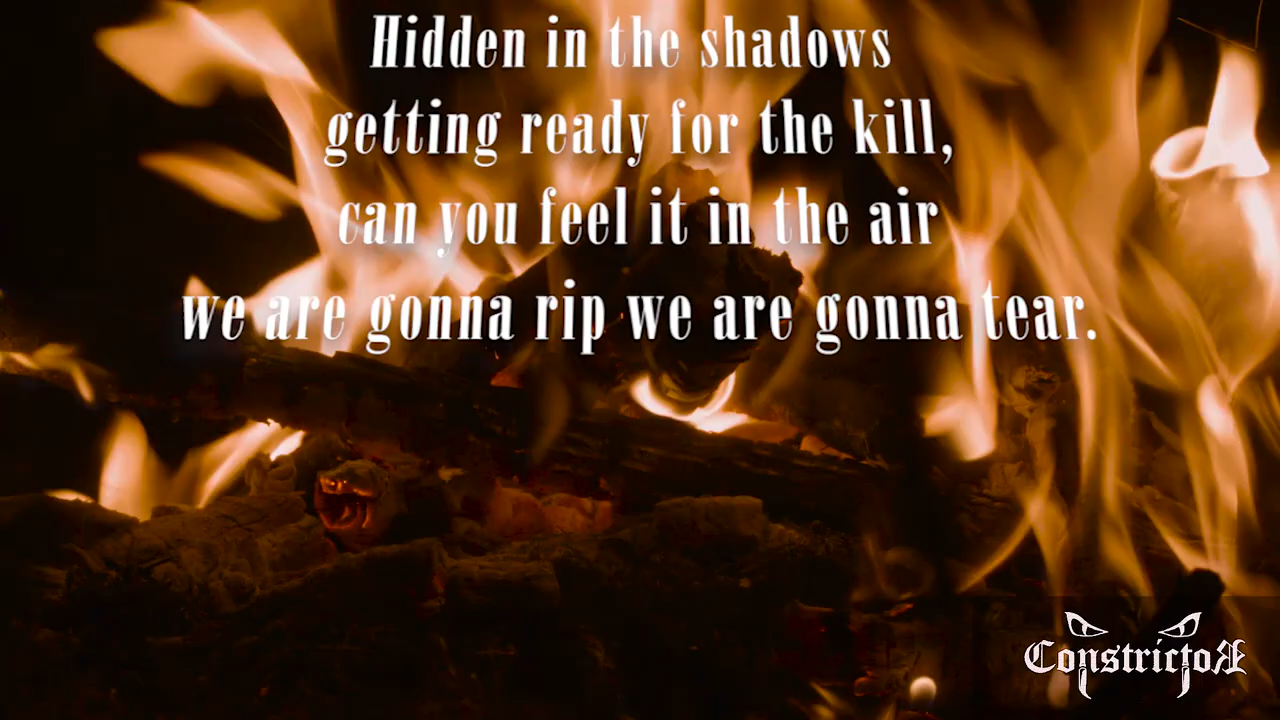 Hidden in the shadows
getting ready for the kill,
can you feel it in the air
we are gonna rip we are gonna tear.
ConstrictoR